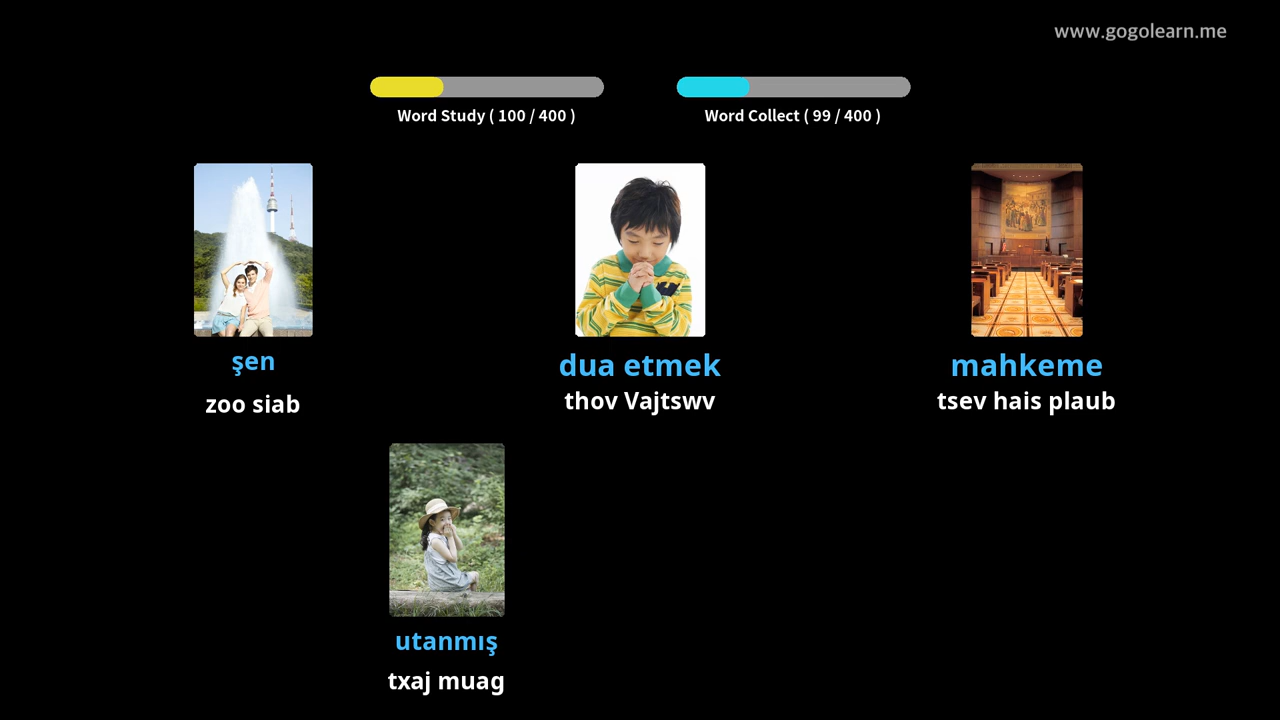 www.gogolearn.me
Word Study ( 100 / 400 )
Word Collect ( 99 / 400 )
şen
dua etmek
mahkeme
zoo siab
thov Vajtswv
tsev hais plaub
utanmış
txaj muag